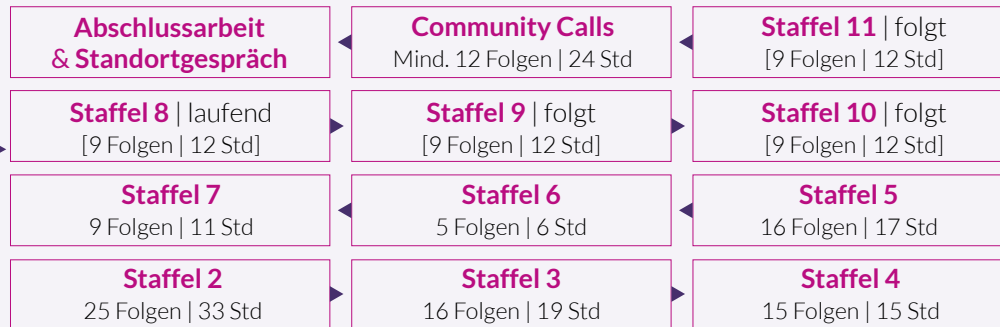 Abschlussarbeit
& Standortgespräch
Community Calls
Mind. 12 Folgen | 24 Std
Staffel 11 | folgt
[9 Folgen | 12 Std]
Staffel 8 | laufend
[9 Folgen | 12 Std]
Staffel 9 | folgt
[9 Folgen | 12 Std]
Staffel 10 | folgt
[9 Folgen | 12 Std]
Staffel 7
9 Folgen | 11 Std
Staffel 6
5 Folgen | 6 Std
Staffel 5
16 Folgen | 17 Std
Staffel 2
25 Folgen | 33 Std
Staffel 3
16 Folgen | 19 Std
Staffel 4
15 Folgen | 15 Std